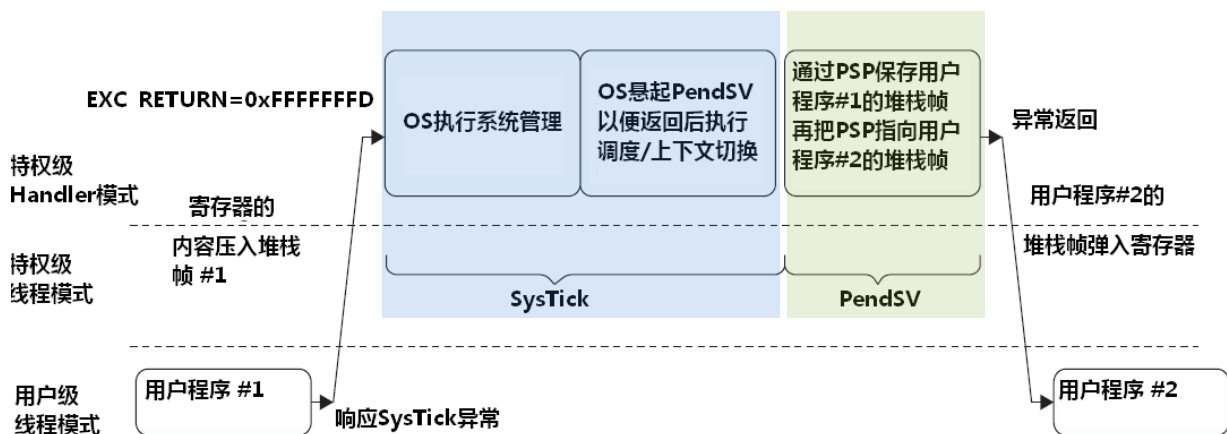 EXC RETURN=0xFFFFFFFD
OS执行系统管理
OS悬起PendSV
以便返回后执行
调度/上下文切换
通过PSP保存用户
程序#1的堆栈帧
再把PSP指向用户
程序#2的堆栈帧
异常返回
特权级
Handler模式
寄存器的
内容压入堆栈
帧 #1
用户程序#2的
堆栈帧弹入寄存器
特权级
线程模式
SysTick
PendSV
用户级
线程模式
用户程序 #1
响应SysTick异常
用户程序 #2